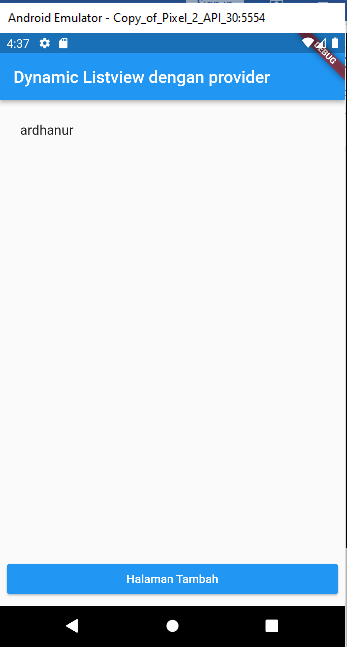 Android Emulator - Copy_of_Pixel_2_API_30:5554
4:37
DEBUG
Dynamic Listview dengan provider
ardhanur
Halaman Tambah